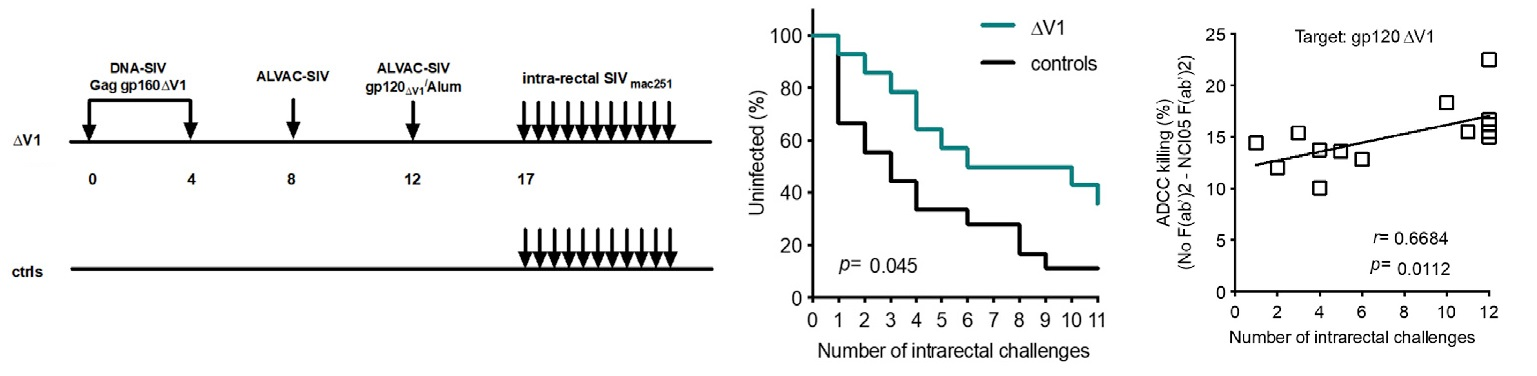 DNA-SIV
Gag gp160ΔV1
ALVAC-SIV
ALVAC-SIV
gp120ΔV1/Alum
intra-rectal SIV mac251
ΔV1
0 4 8 12 17
ctrls
ΔV1
controls
Uninfected (%)
100
80
60
40
20
0
p= 0.045
0 1 2 3 4 5 6 7 8 9 10 11
Number of intrarectal challenges
Target: gp120 ΔV1
ADCC killing (%)
(No F(ab')2 - NCI05 F(ab')2)
25
20
15
10
5
0
r= 0.6684
p= 0.0112
0 2 4 6 8 10 12
Number of intrarectal challenges